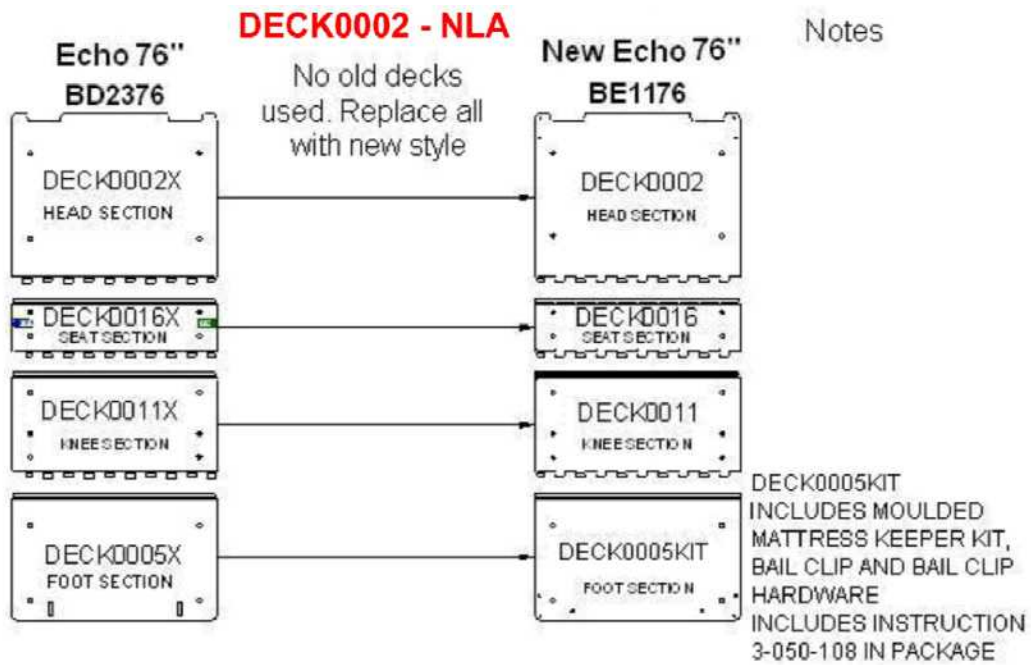 DECK0002 - NLA
Echo 76"
BD2376
No old decks
used. Replace all
with new style
New Echo 76"
BE1176
Notes
DECK0002X
HEAD SECTION
DECK0002
HEAD SECTION
DECK0016X
SEAT SECTION
DECK0016
SEAT SECTION
DECK0011X
KNEE SECTION
DECK0011
KNEE SECTION
DECK0005X
FOOT SECTION
DECK0005KIT
FOOT SECTION
DECK0005KIT
INCLUDES MOULDED
MATTRESS KEEPER KIT,
BAIL CLIP AND BAIL CLIP
HARDWARE
INCLUDES INSTRUCTION
3-050-108 IN PACKAGE